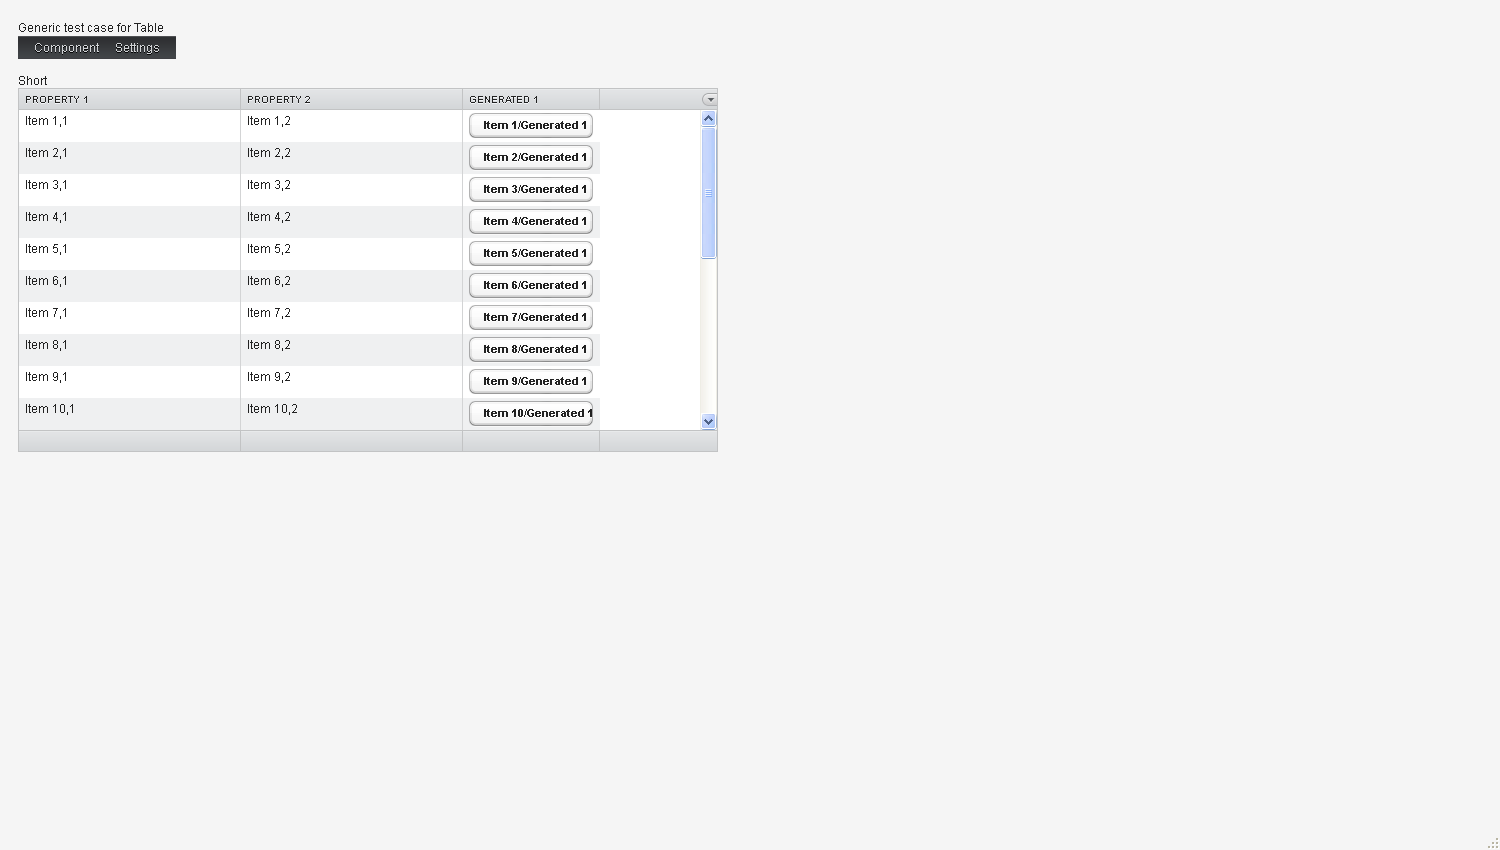 Generic test case for Table
Component Settings
Short
PROPERTY 1 PROPERTY 2 GENERATED 1
Item 1,1 Item 1,2 Item 1/Generated 1
Item 2,1 Item 2,2 Item 2/Generated 1
Item 3,1 Item 3,2 Item 3/Generated 1
Item 4,1 Item 4,2 Item 4/Generated 1
Item 5,1 Item 5,2 Item 5/Generated 1
Item 6,1 Item 6,2 Item 6/Generated 1
Item 7,1 Item 7,2 Item 7/Generated 1
Item 8,1 Item 8,2 Item 8/Generated 1
Item 9,1 Item 9,2 Item 9/Generated 1
Item 10,1 Item 10,2 Item 10/Generated 1